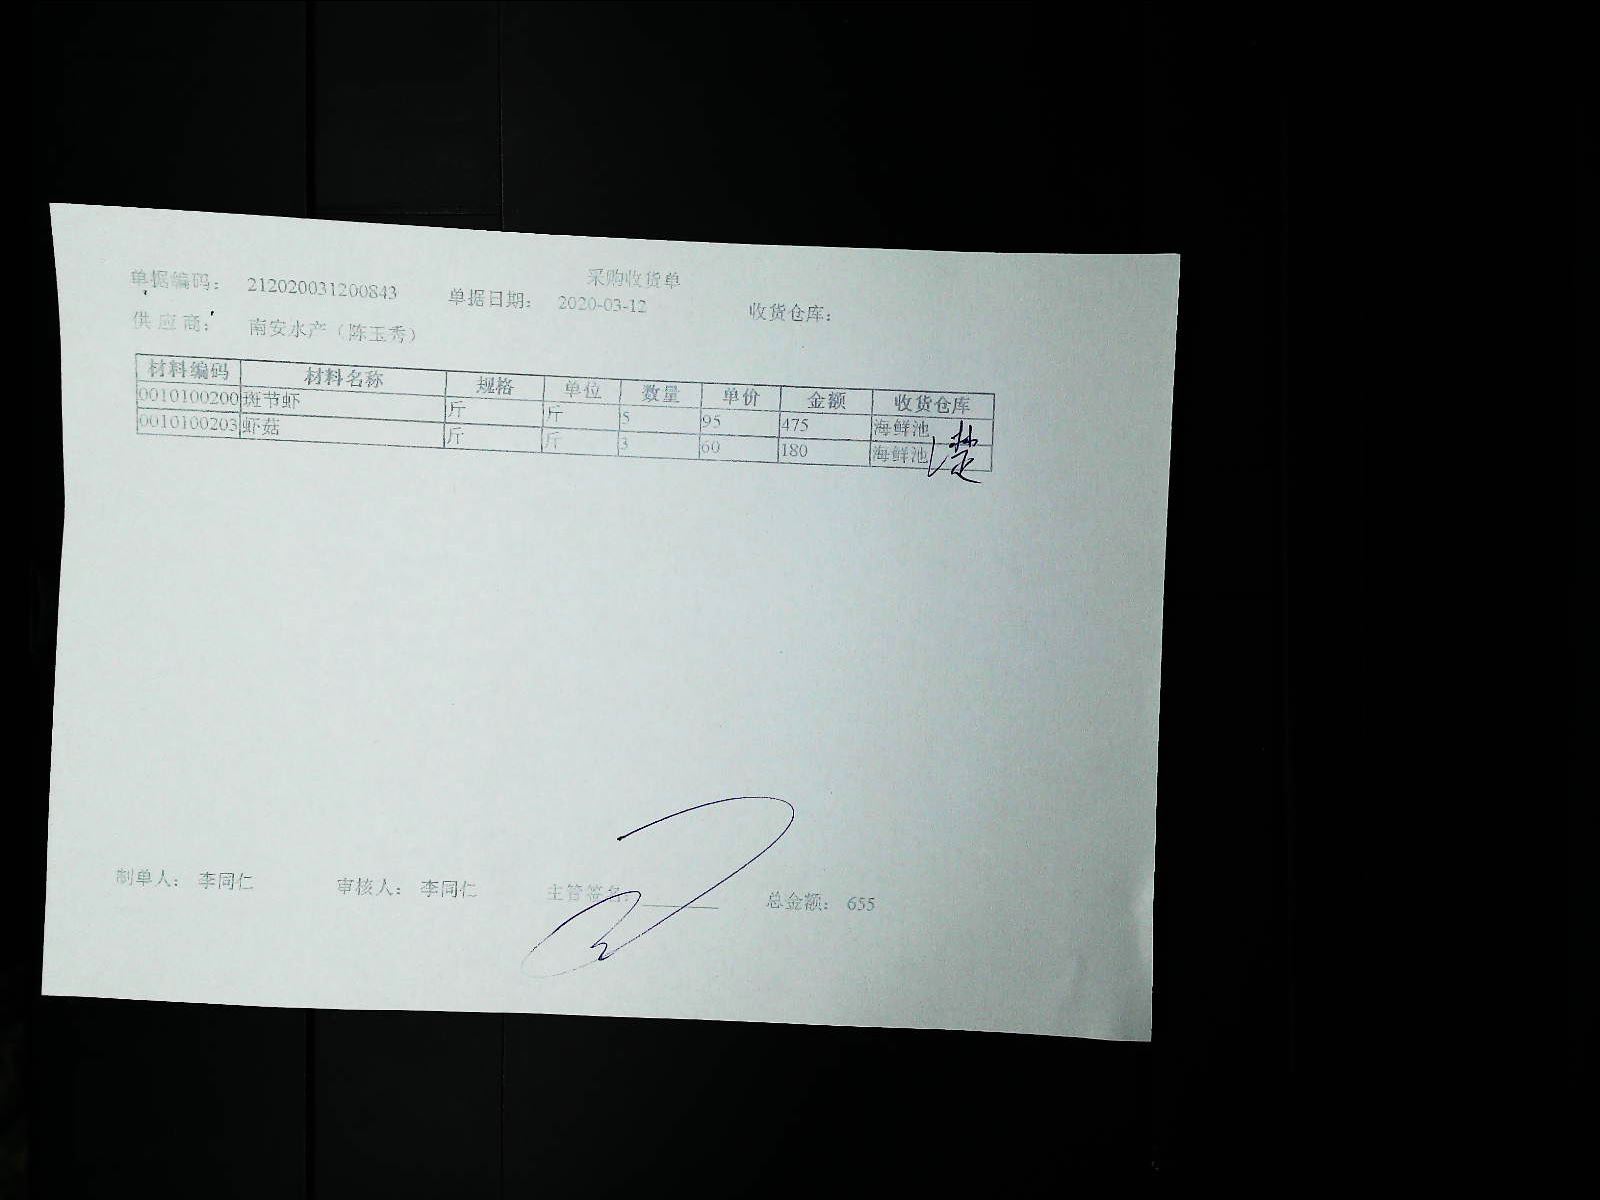 采购收货单
单据编码： 212020031200843 单据日期： 2020-03-12 收货仓库：
供应商： 南安水产（陈玉秀）
材料编码 材料名称 规格 单位 数量 单价 金额 收货仓库
0010100200 斑节虾 斤 斤 5 95 475 海鲜池
0010100203 虾菇 斤 斤 3 60 180 海鲜池
制单人： 李同仁 审核人： 李同仁 主管签名： 总金额： 655